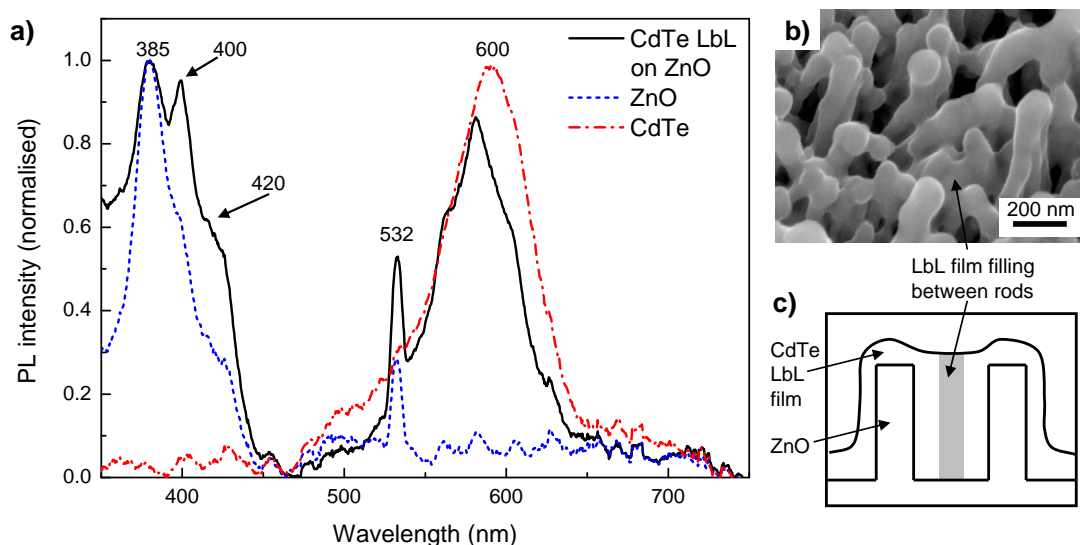 a)
PL intensity (normalised)
1.0
0.8
0.6
0.4
0.2
0.0
400
500
600
700
Wavelength (nm)
385
400
420
532
600
CdTe LbL
on ZnO
ZnO
CdTe
b)
200 nm
LbL film filling
between rods
c)
CdTe
LbL
film
ZnO